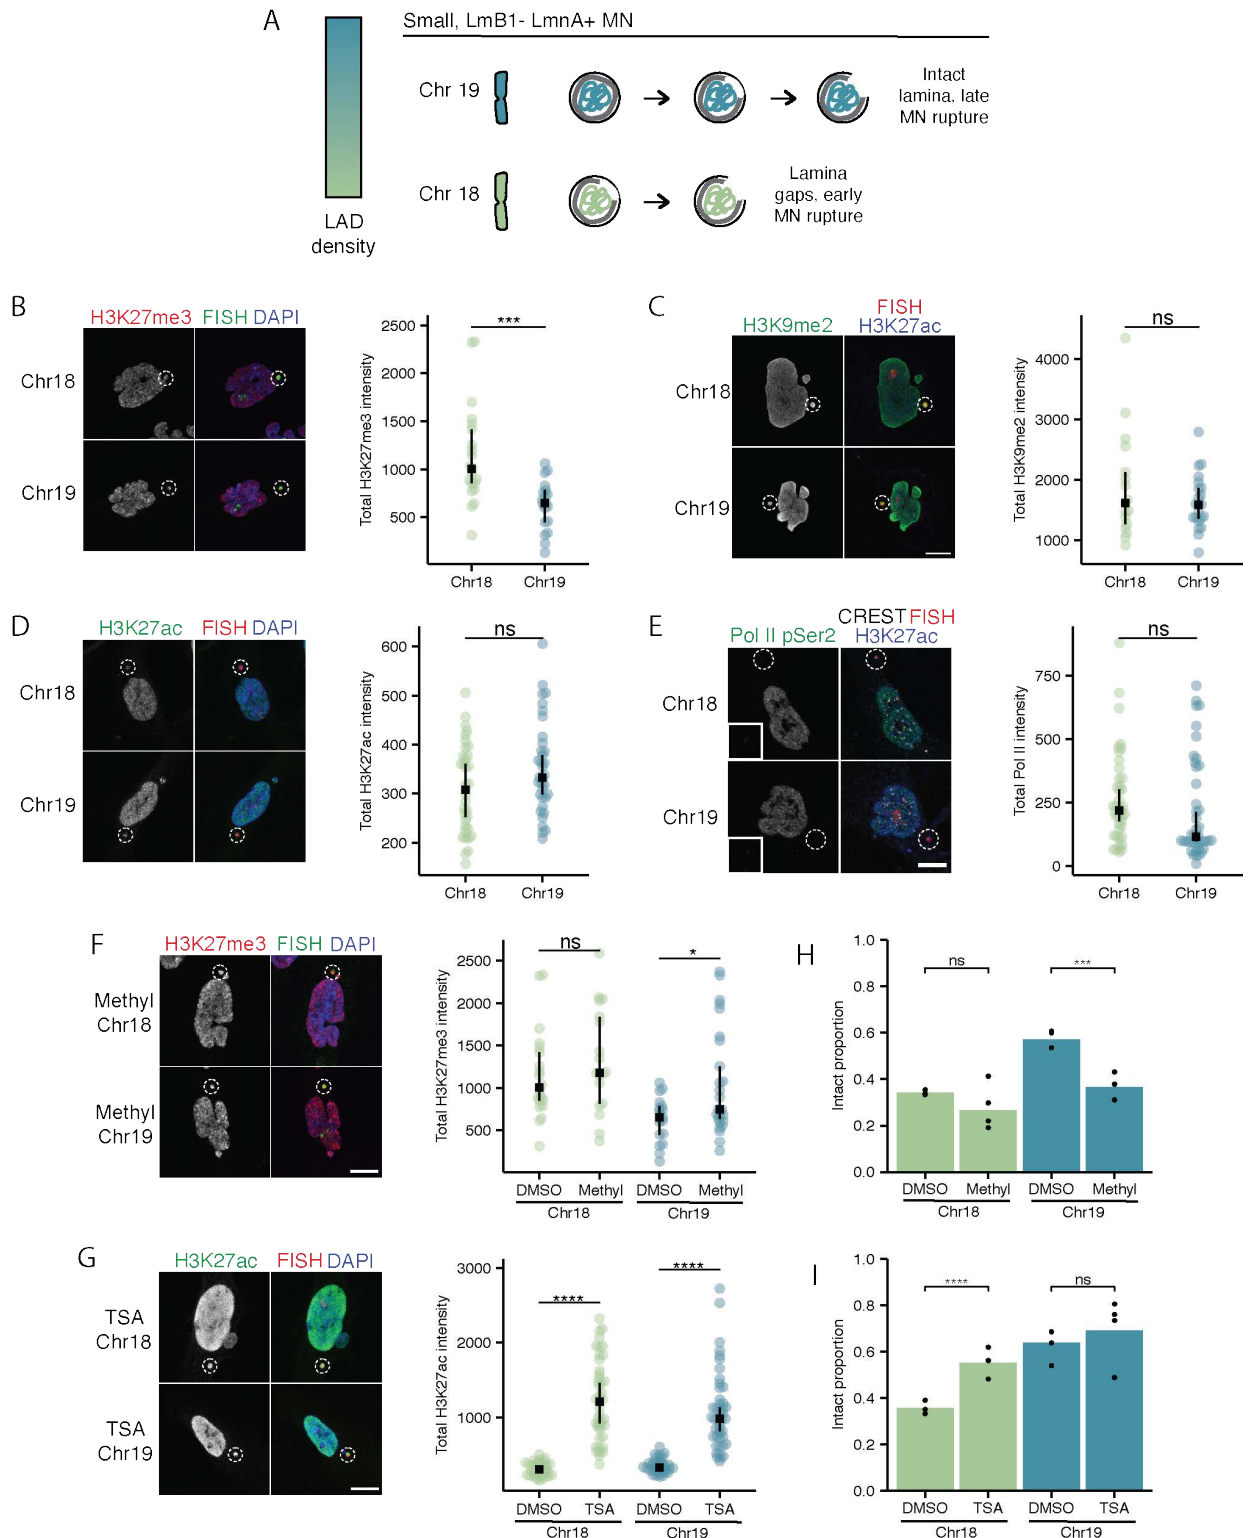 A
Small, LmB1- LmnA+ MN
Chr 19
Intact
lamina, late
MN rupture
Chr 18
Lamina
gaps, early
MN rupture
LAD
density
B
H3K27me3 FISH DAPI
Chr18
Chr19
Total H3K27me3 intensity
2500
2000
1500
1000
500
***
Chr18 Chr19
C
FISH
H3K9me2 H3K27ac
Chr18
Chr19
Total H3K9me2 intensity
4000
3000
2000
1000
ns
Chr18 Chr19
D
H3K27ac FISH DAPI
Chr18
Chr19
Total H3K27ac intensity
600
500
400
300
200
ns
Chr18 Chr19
E
CREST FISH
Pol II pSer2 H3K27ac
Chr18
Chr19
Total Pol II intensity
750
500
250
0
ns
Chr18 Chr19
F
H3K27me3 FISH DAPI
Methyl
Chr18
Methyl
Chr19
Total H3K27me3 intensity
2500
2000
1500
1000
500
ns
*
DMSO Methyl DMSO Methyl
Chr18 Chr19
H
Intact proportion
1.0
0.8
0.6
0.4
0.2
0.0
ns
***
DMSO Methyl DMSO Methyl
Chr18 Chr19
G
H3K27ac FISH DAPI
TSA
Chr18
TSA
Chr19
Total H3K27ac intensity
3000
2000
1000
****
****
DMSO TSA DMSO TSA
Chr18 Chr19
I
Intact proportion
1.0
0.8
0.6
0.4
0.2
0.0
****
ns
DMSO TSA DMSO TSA
Chr18 Chr19